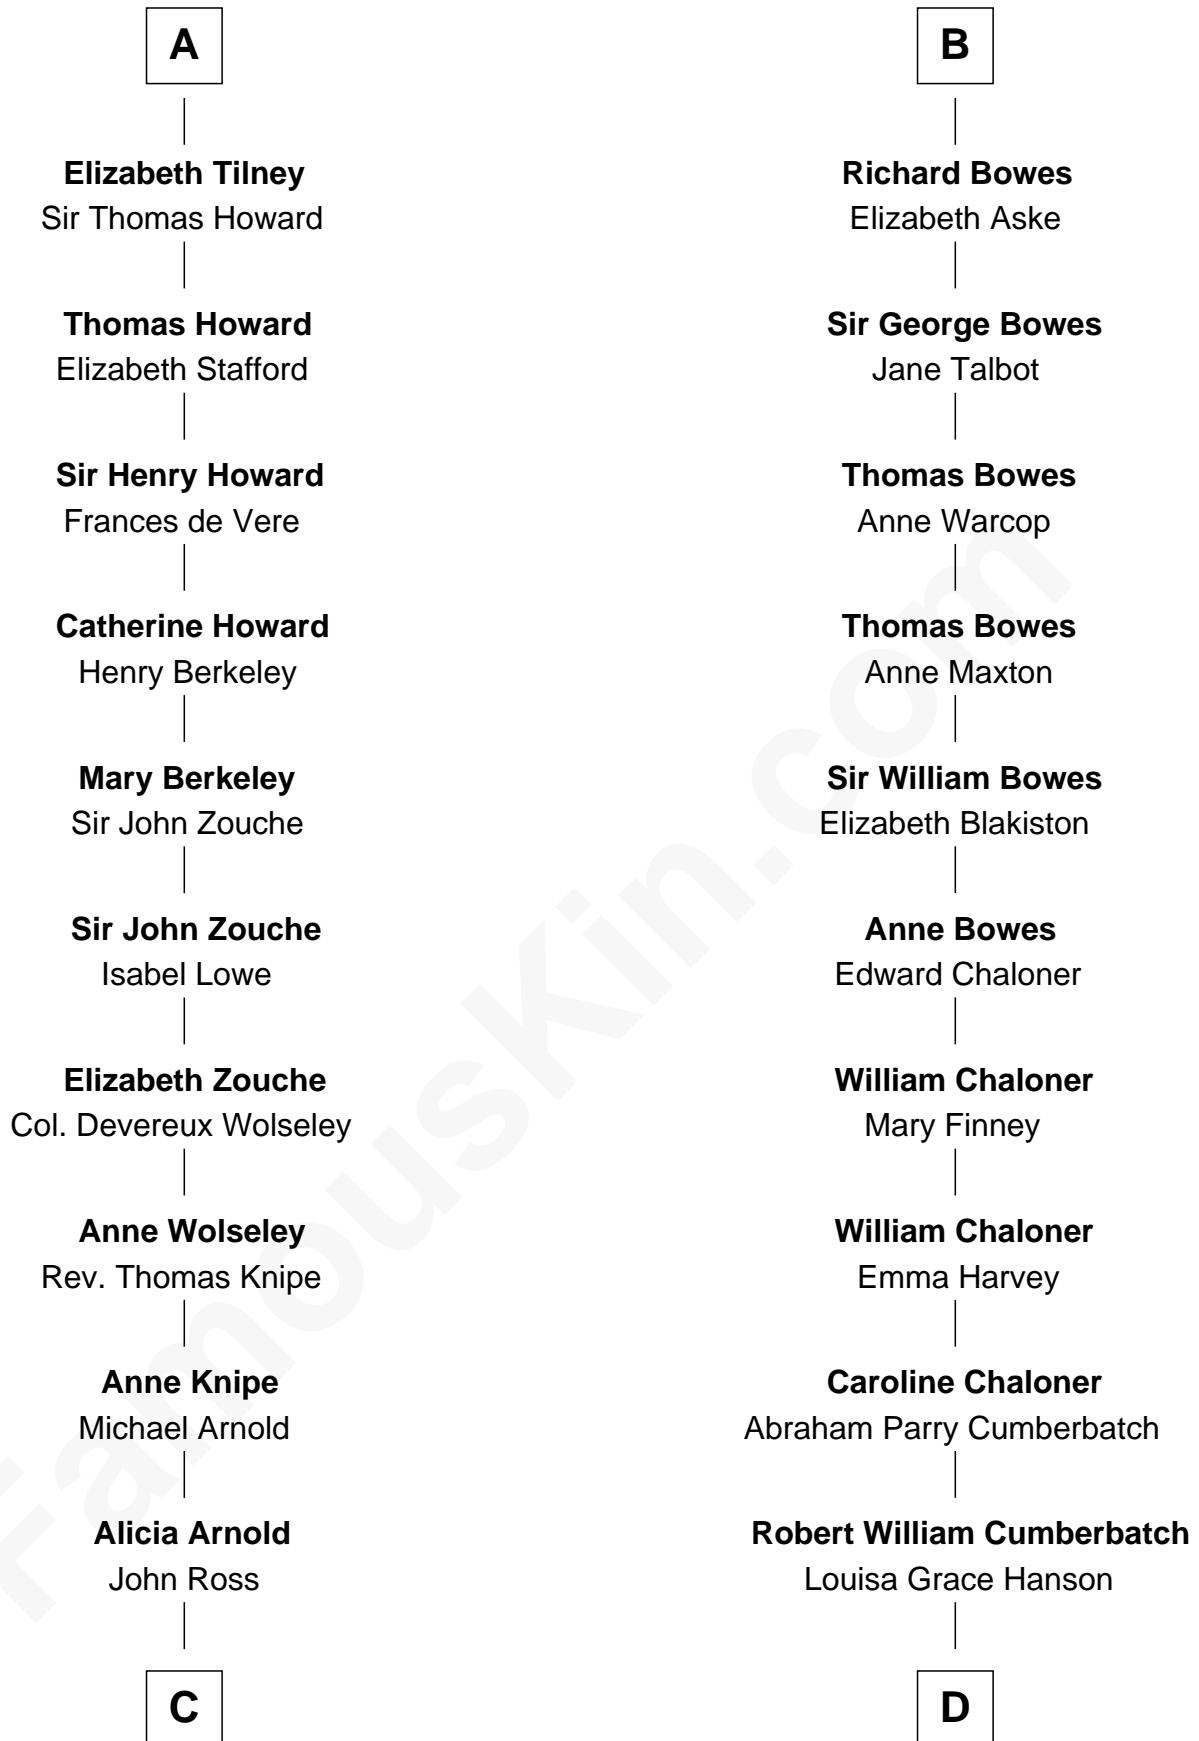 A
Elizabeth Tilney
Sir Thomas Howard
Thomas Howard
Elizabeth Stafford
Sir Henry Howard
Frances de Vere
Catherine Howard
Henry Berkeley
Mary Berkeley
Sir John Zouche
Sir John Zouche
Isabel Lowe
Elizabeth Zouche
Col. Devereux Wolseley
Anne Wolseley
Rev. Thomas Knipe
Anne Knipe
Michael Arnold
Alicia Arnold
John Ross
C
B
Richard Bowes
Elizabeth Aske
Sir George Bowes
Jane Talbot
Thomas Bowes
Anne Warcop
Thomas Bowes
Anne Maxton
Sir William Bowes
Elizabeth Blakiston
Anne Bowes
Edward Chaloner
William Chaloner
Mary Finney
William Chaloner
Emma Harvey
Caroline Chaloner
Abraham Parry Cumberbatch
Robert William Cumberbatch
Louisa Grace Hanson
D
FamousKin.com